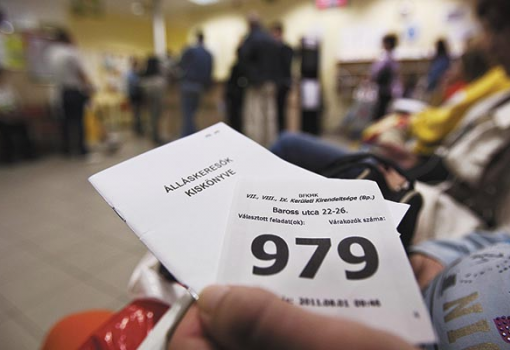 ÁLLÁSKERESŐK
KISKÖNYVE
BFKMK
VII., VIII., IX. Kerületi Kirendeltsége (Bp.)
Baross utca 22-26.
Választott feladat(ok): Várakozók száma:
979
2011.08.01 09:46